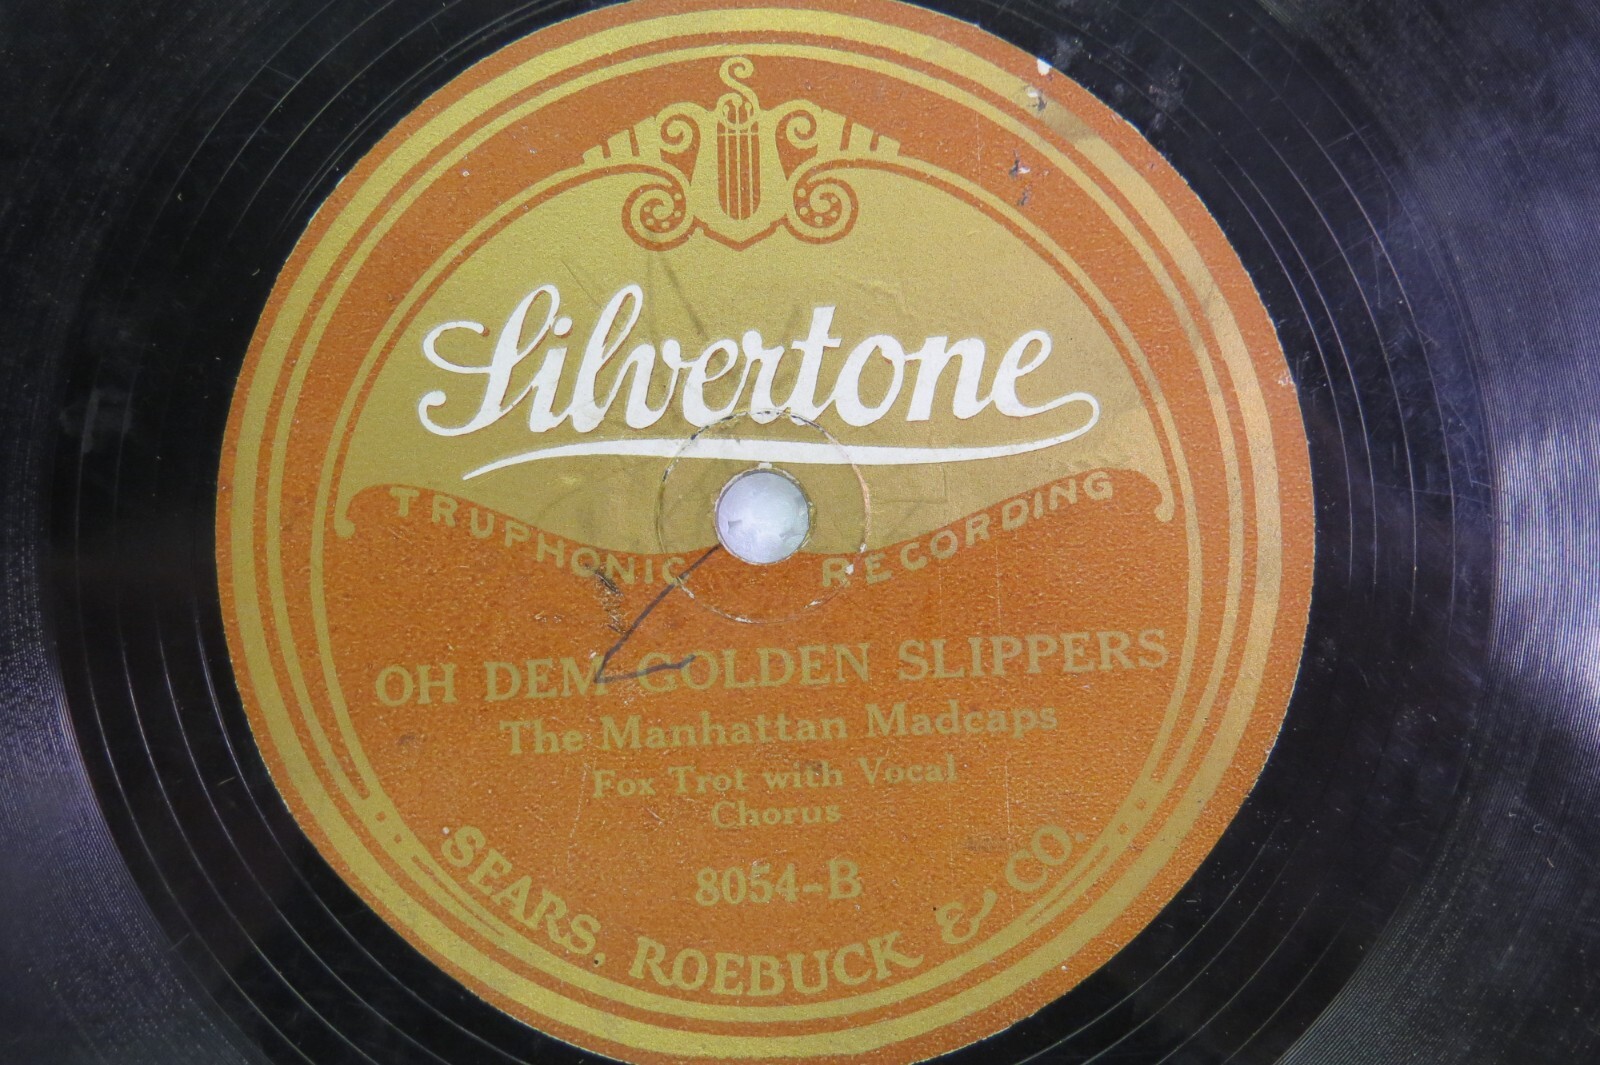 Silvertone
TRUPHONIC RECORDING
OH DEM GOLDEN SLIPPERS
The Manhattan Madcaps
Fox Trot with Vocal
Chorus
8054-B
SEARS, ROEBUCK & CO.